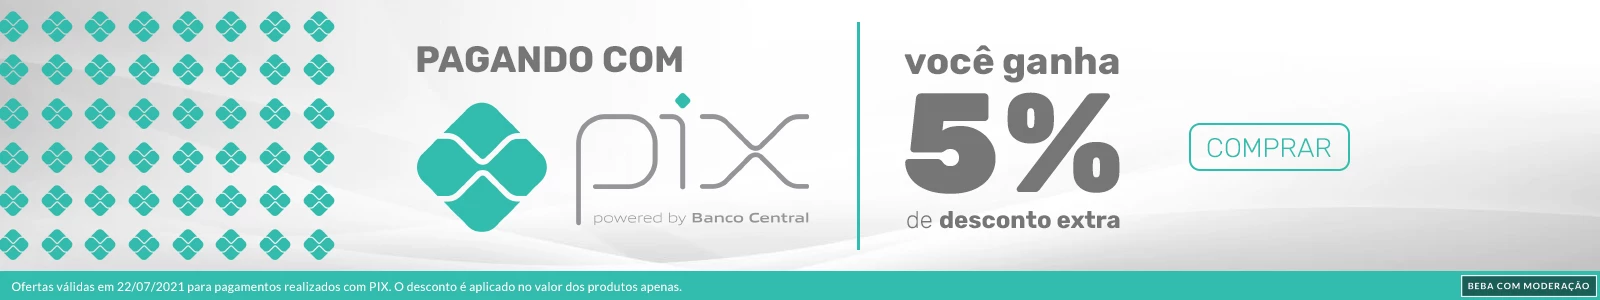 PAGANDO COM
pix
powered by Banco Central
você ganha
5%
de desconto extra
COMPRAR
Ofertas válidas em 22/07/2021 para pagamentos realizados com PIX. O desconto é aplicado no valor dos produtos apenas.
BEBA COM MODERAÇÃO